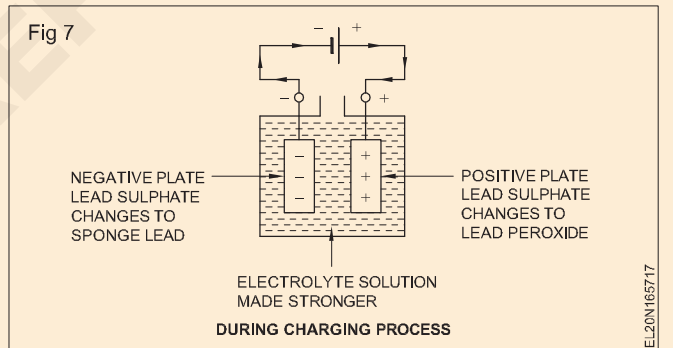 Fig 7
– +
– +
NEGATIVE PLATE
LEAD SULPHATE
CHANGES TO
SPONGE LEAD
–
–
–
+
+
+
POSITIVE PLATE
LEAD SULPHATE
CHANGES TO
LEAD PEROXIDE
ELECTROLYTE SOLUTION
MADE STRONGER
DURING CHARGING PROCESS
EL20N165717